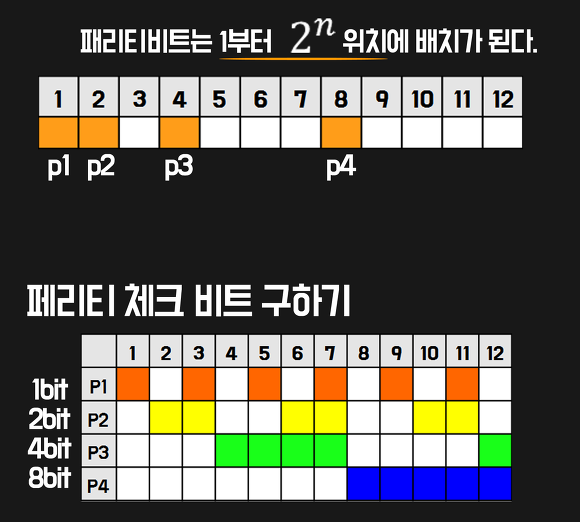 패리티비트는 1부터 2ⁿ 위치에 배치가 된다.
1 2 3 4 5 6 7 8 9 10 11 12
p1 p2 p3 p4
페리티 체크 비트 구하기
1 2 3 4 5 6 7 8 9 10 11 12
1bit P1
2bit P2
4bit P3
8bit P4